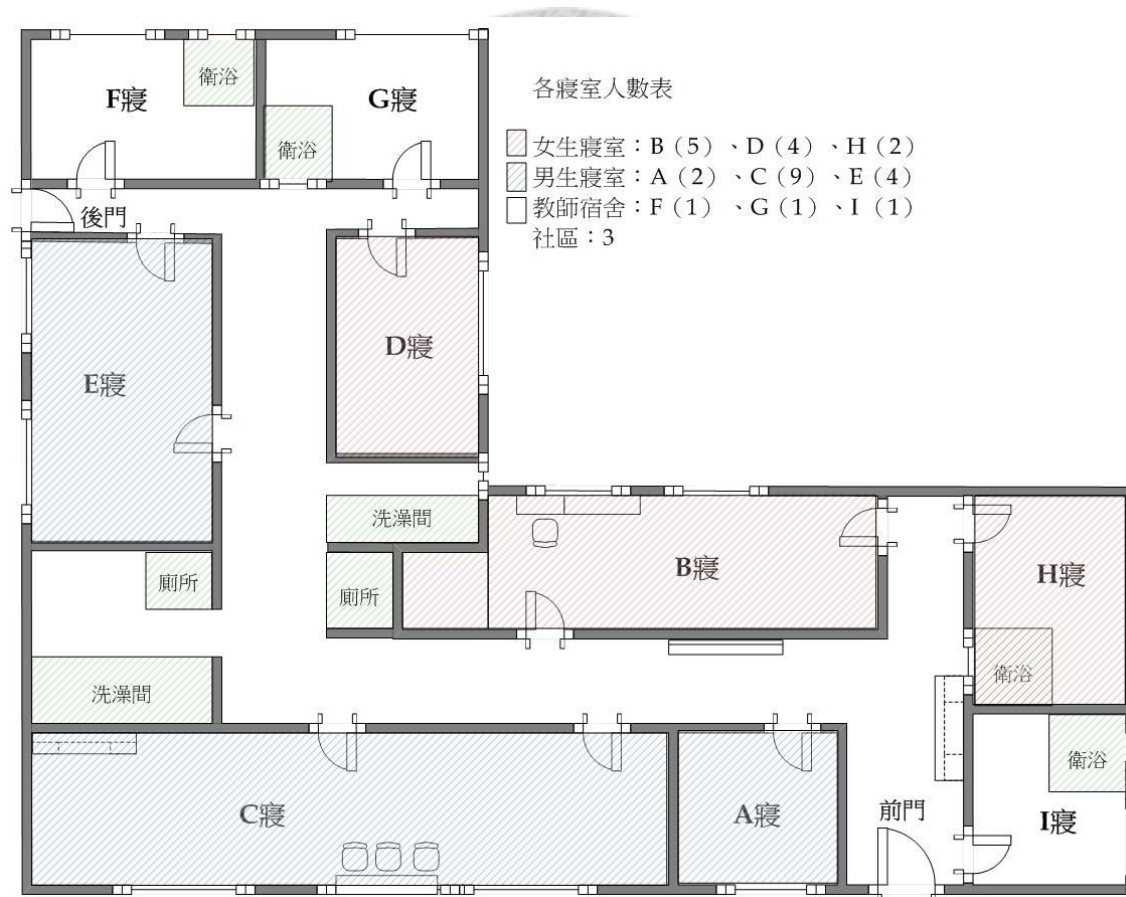 衛浴
F寢
G寢
衛浴
各寢室人數表
女生寢室：B（5）、D（4）、H（2）
男生寢室：A（2）、C（9）、E（4）
教師宿舍：F（1）、G（1）、I（1）
社區：3
後門
D寢
E寢
洗澡間
B寢
H寢
廁所
廁所
衛浴
洗澡間
衛浴
C寢
A寢
前門
I寢